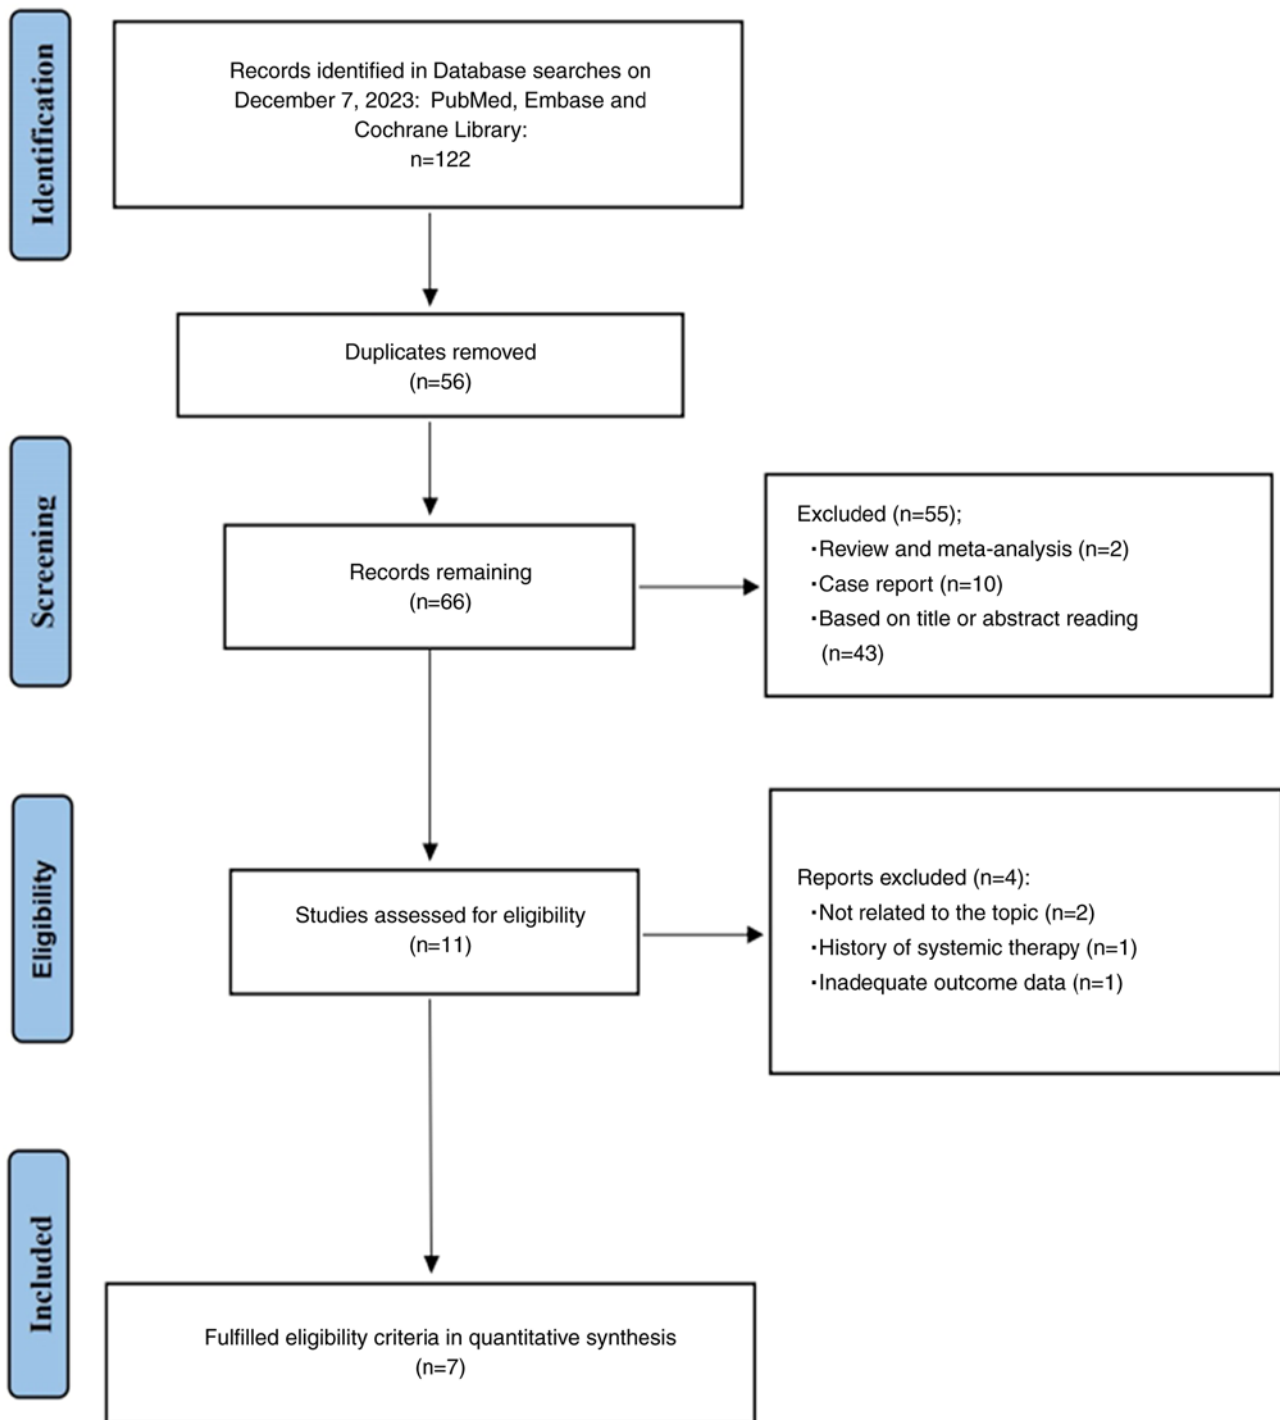 Identification
Records identified in Database searches on
December 7, 2023: PubMed, Embase and
Cochrane Library:
n=122
Duplicates removed
(n=56)
Screening
Records remaining
(n=66)
Excluded (n=55);
·Review and meta-analysis (n=2)
·Case report (n=10)
·Based on title or abstract reading
(n=43)
Eligibility
Studies assessed for eligibility
(n=11)
Reports excluded (n=4):
·Not related to the topic (n=2)
·History of systemic therapy (n=1)
·Inadequate outcome data (n=1)
Included
Fulfilled eligibility criteria in quantitative synthesis
(n=7)